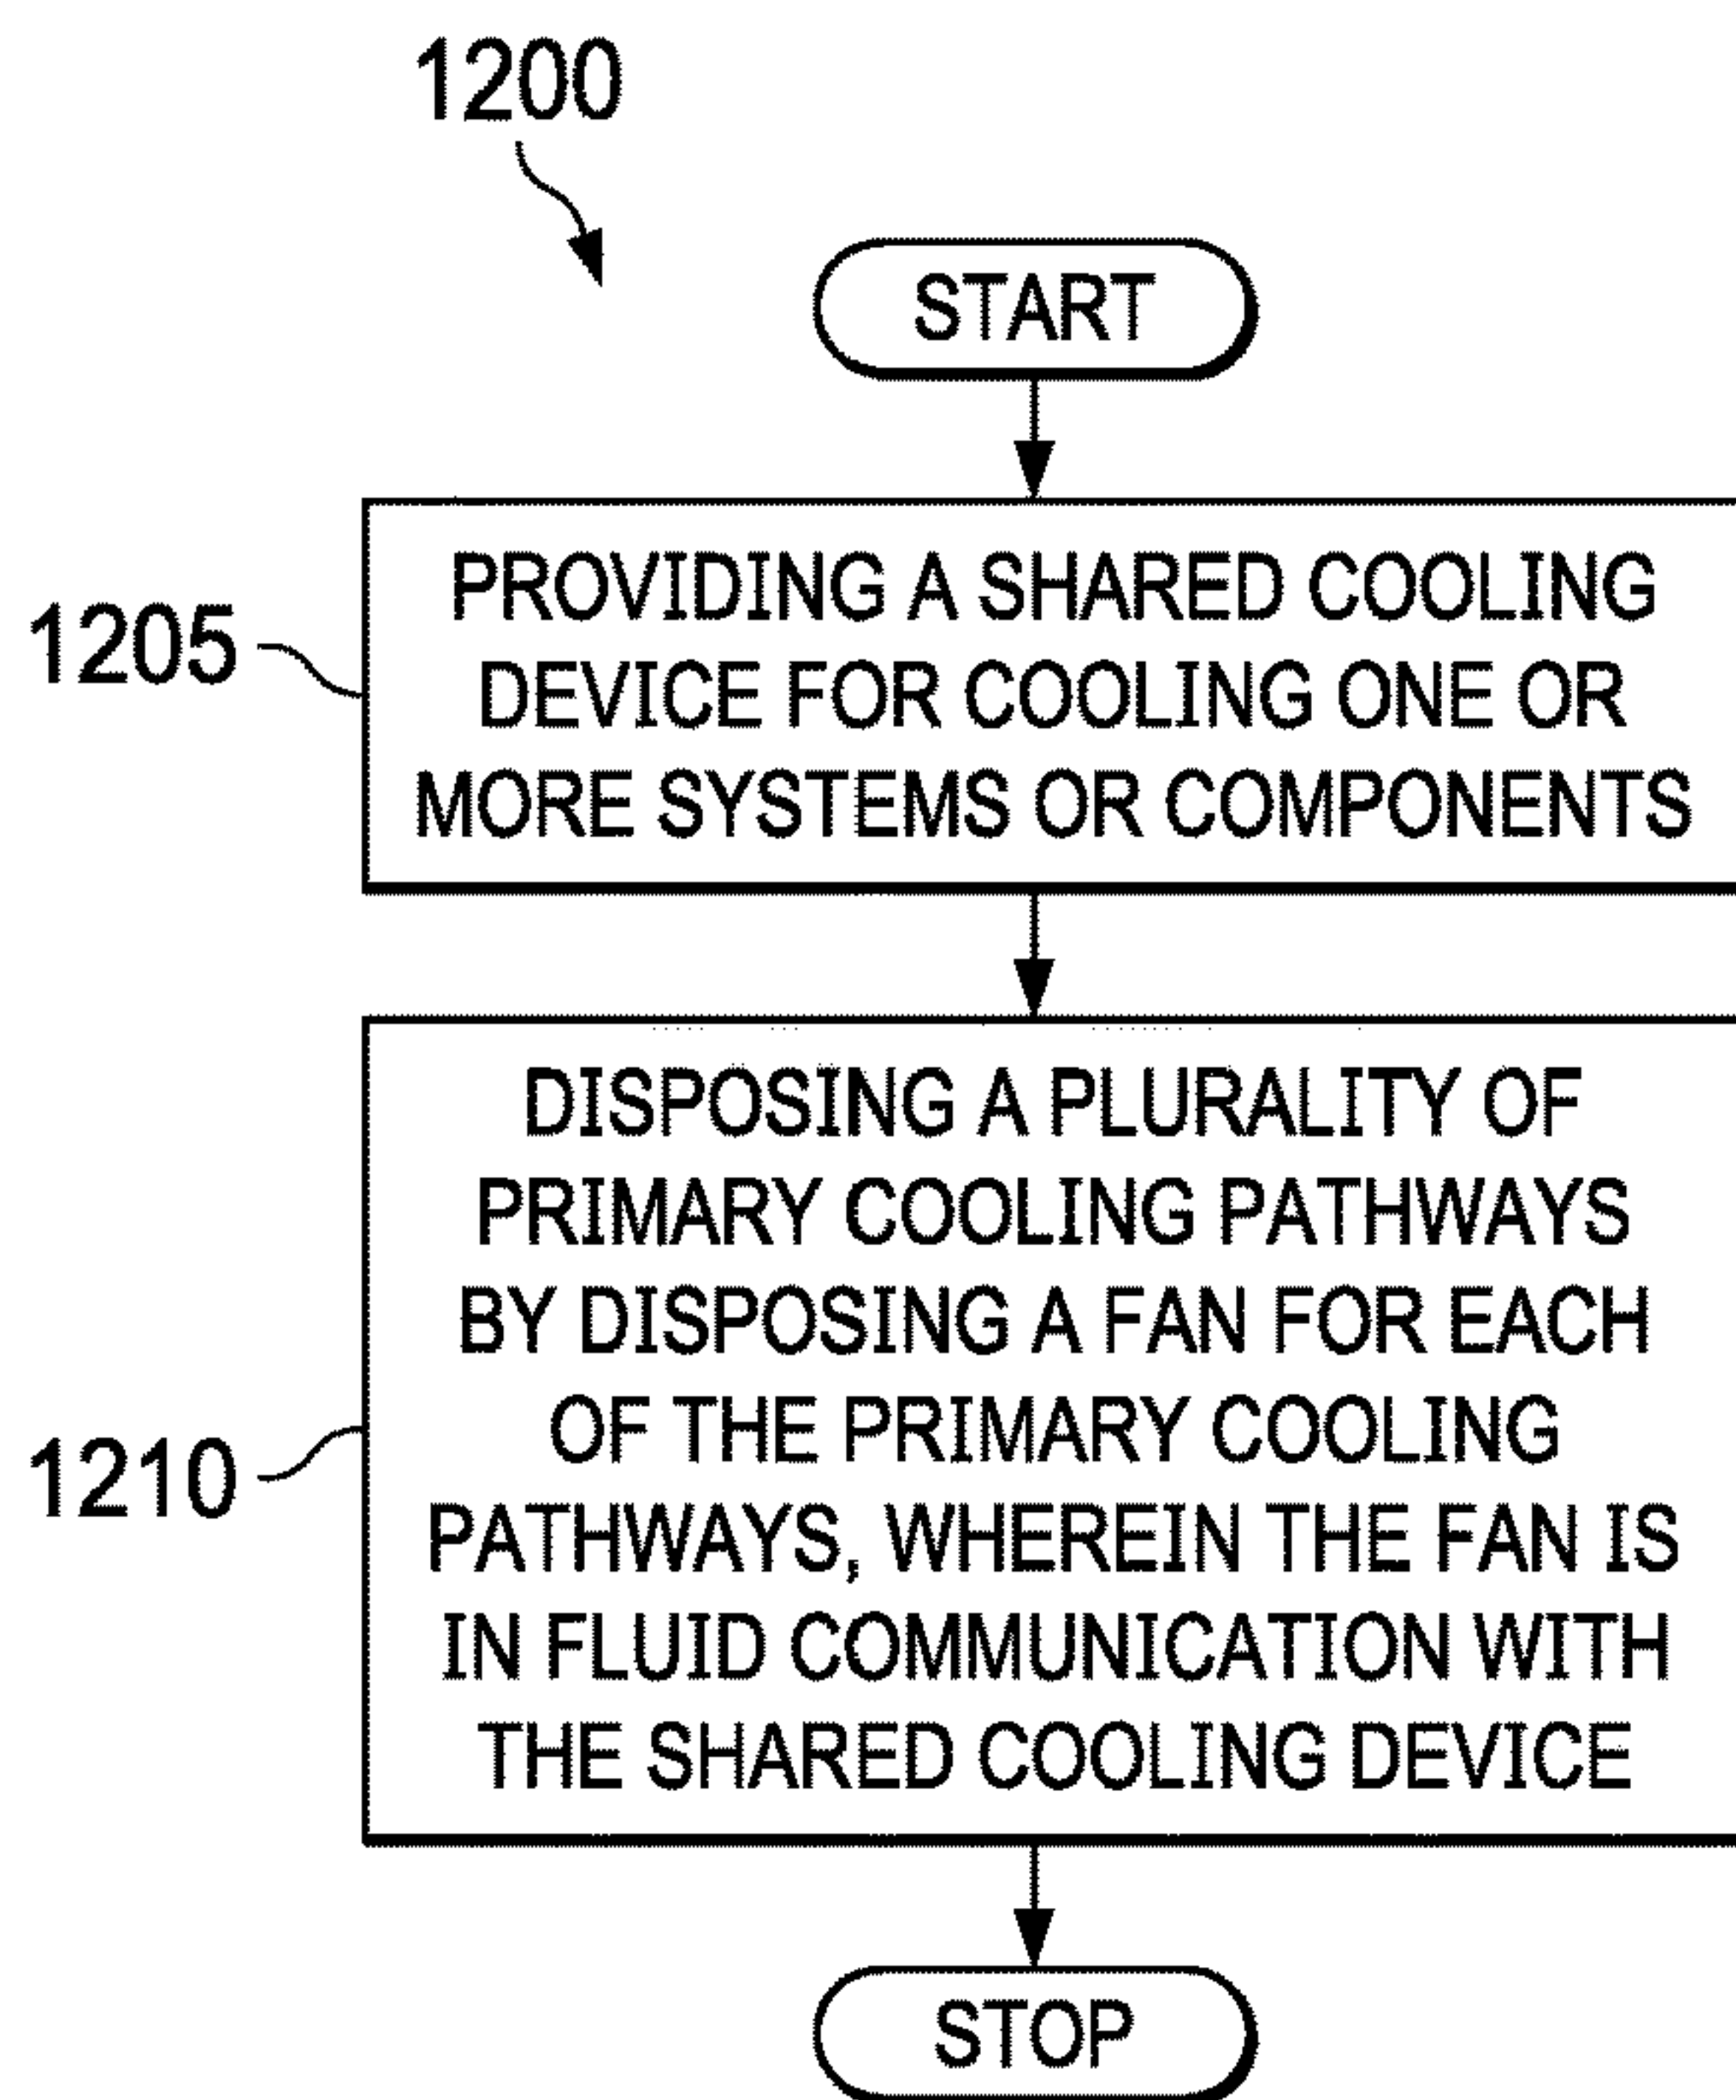 1200
START
1205
PROVIDING A SHARED COOLING
DEVICE FOR COOLING ONE OR
MORE SYSTEMS OR COMPONENTS
1210
DISPOSING A PLURALITY OF
PRIMARY COOLING PATHWAYS
BY DISPOSING A FAN FOR EACH
OF THE PRIMARY COOLING
PATHWAYS, WHEREIN THE FAN IS
IN FLUID COMMUNICATION WITH
THE SHARED COOLING DEVICE
STOP